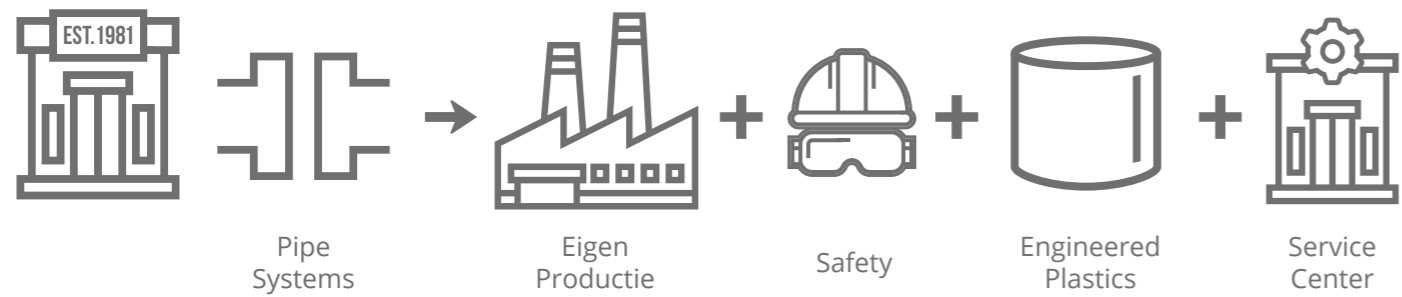 EST.1981
Pipe
Systems
Eigen
Productie
Safety
Engineered
Plastics
Service
Center